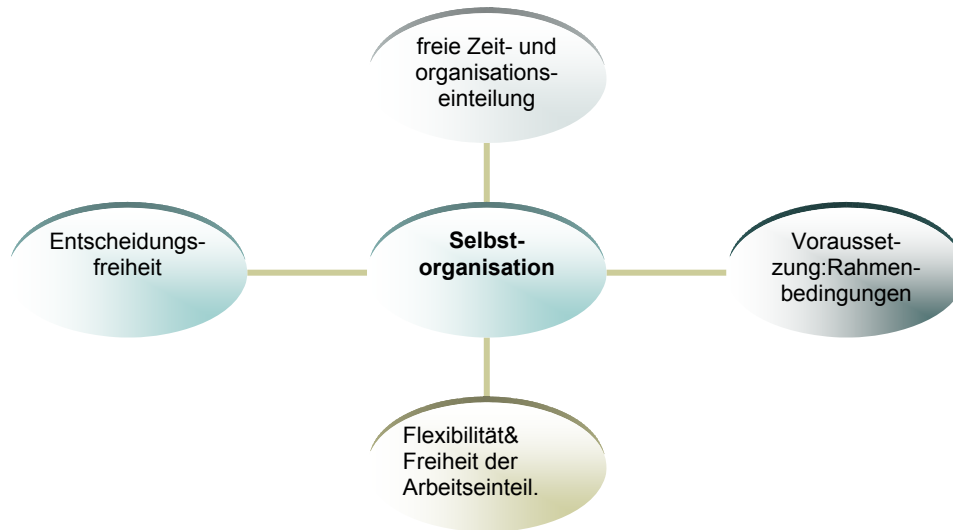 freie Zeit- und
organisations-
einteilung
Entscheidungs-
freiheit
Selbst-
organisation
Vorausset-
zung:Rahmen-
bedingungen
Flexibilität&
Freiheit der
Arbeitseinteil.